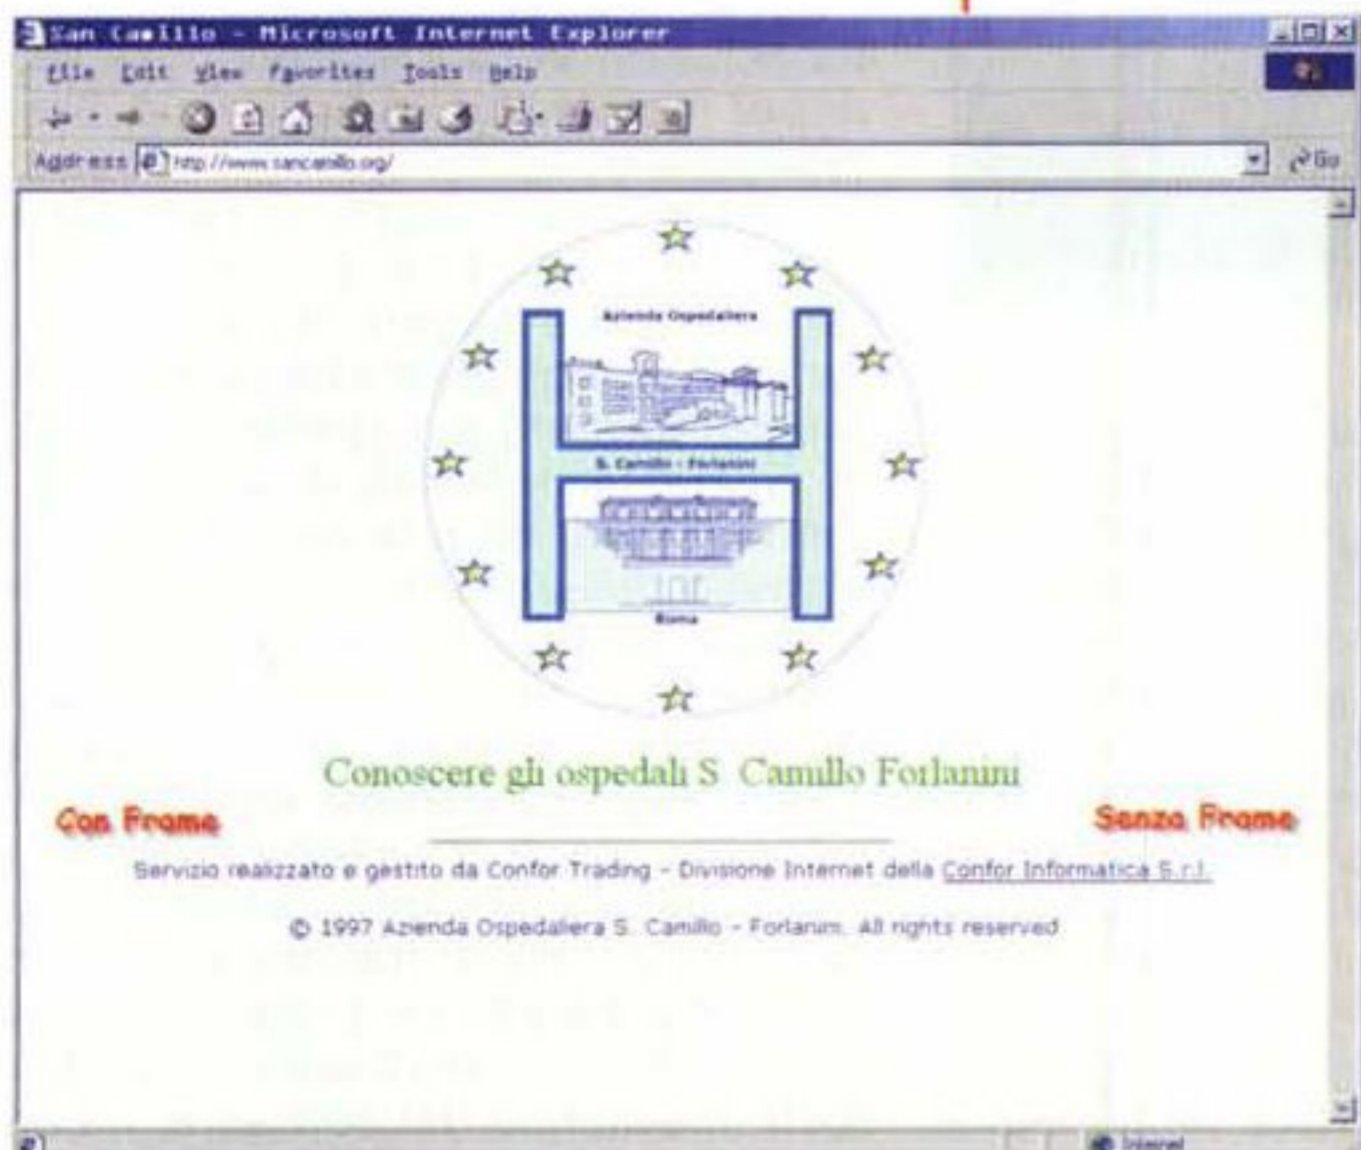 San Camillo - Microsoft Internet Explorer
File Edit View Favorites Tools Help
Address http://www.sancamillo.org/ Go
Azienda Ospedaliera
S. Camillo - Forlanini
Roma
Conoscere gli ospedali S. Camillo Forlanini
Con Frame
Senza Frame
Servizio realizzato e gestito da Confor Trading - Divisione Internet della Confor Informatica S.r.l.
© 1997 Azienda Ospedaliera S. Camillo - Forlanini. All rights reserved
Internet